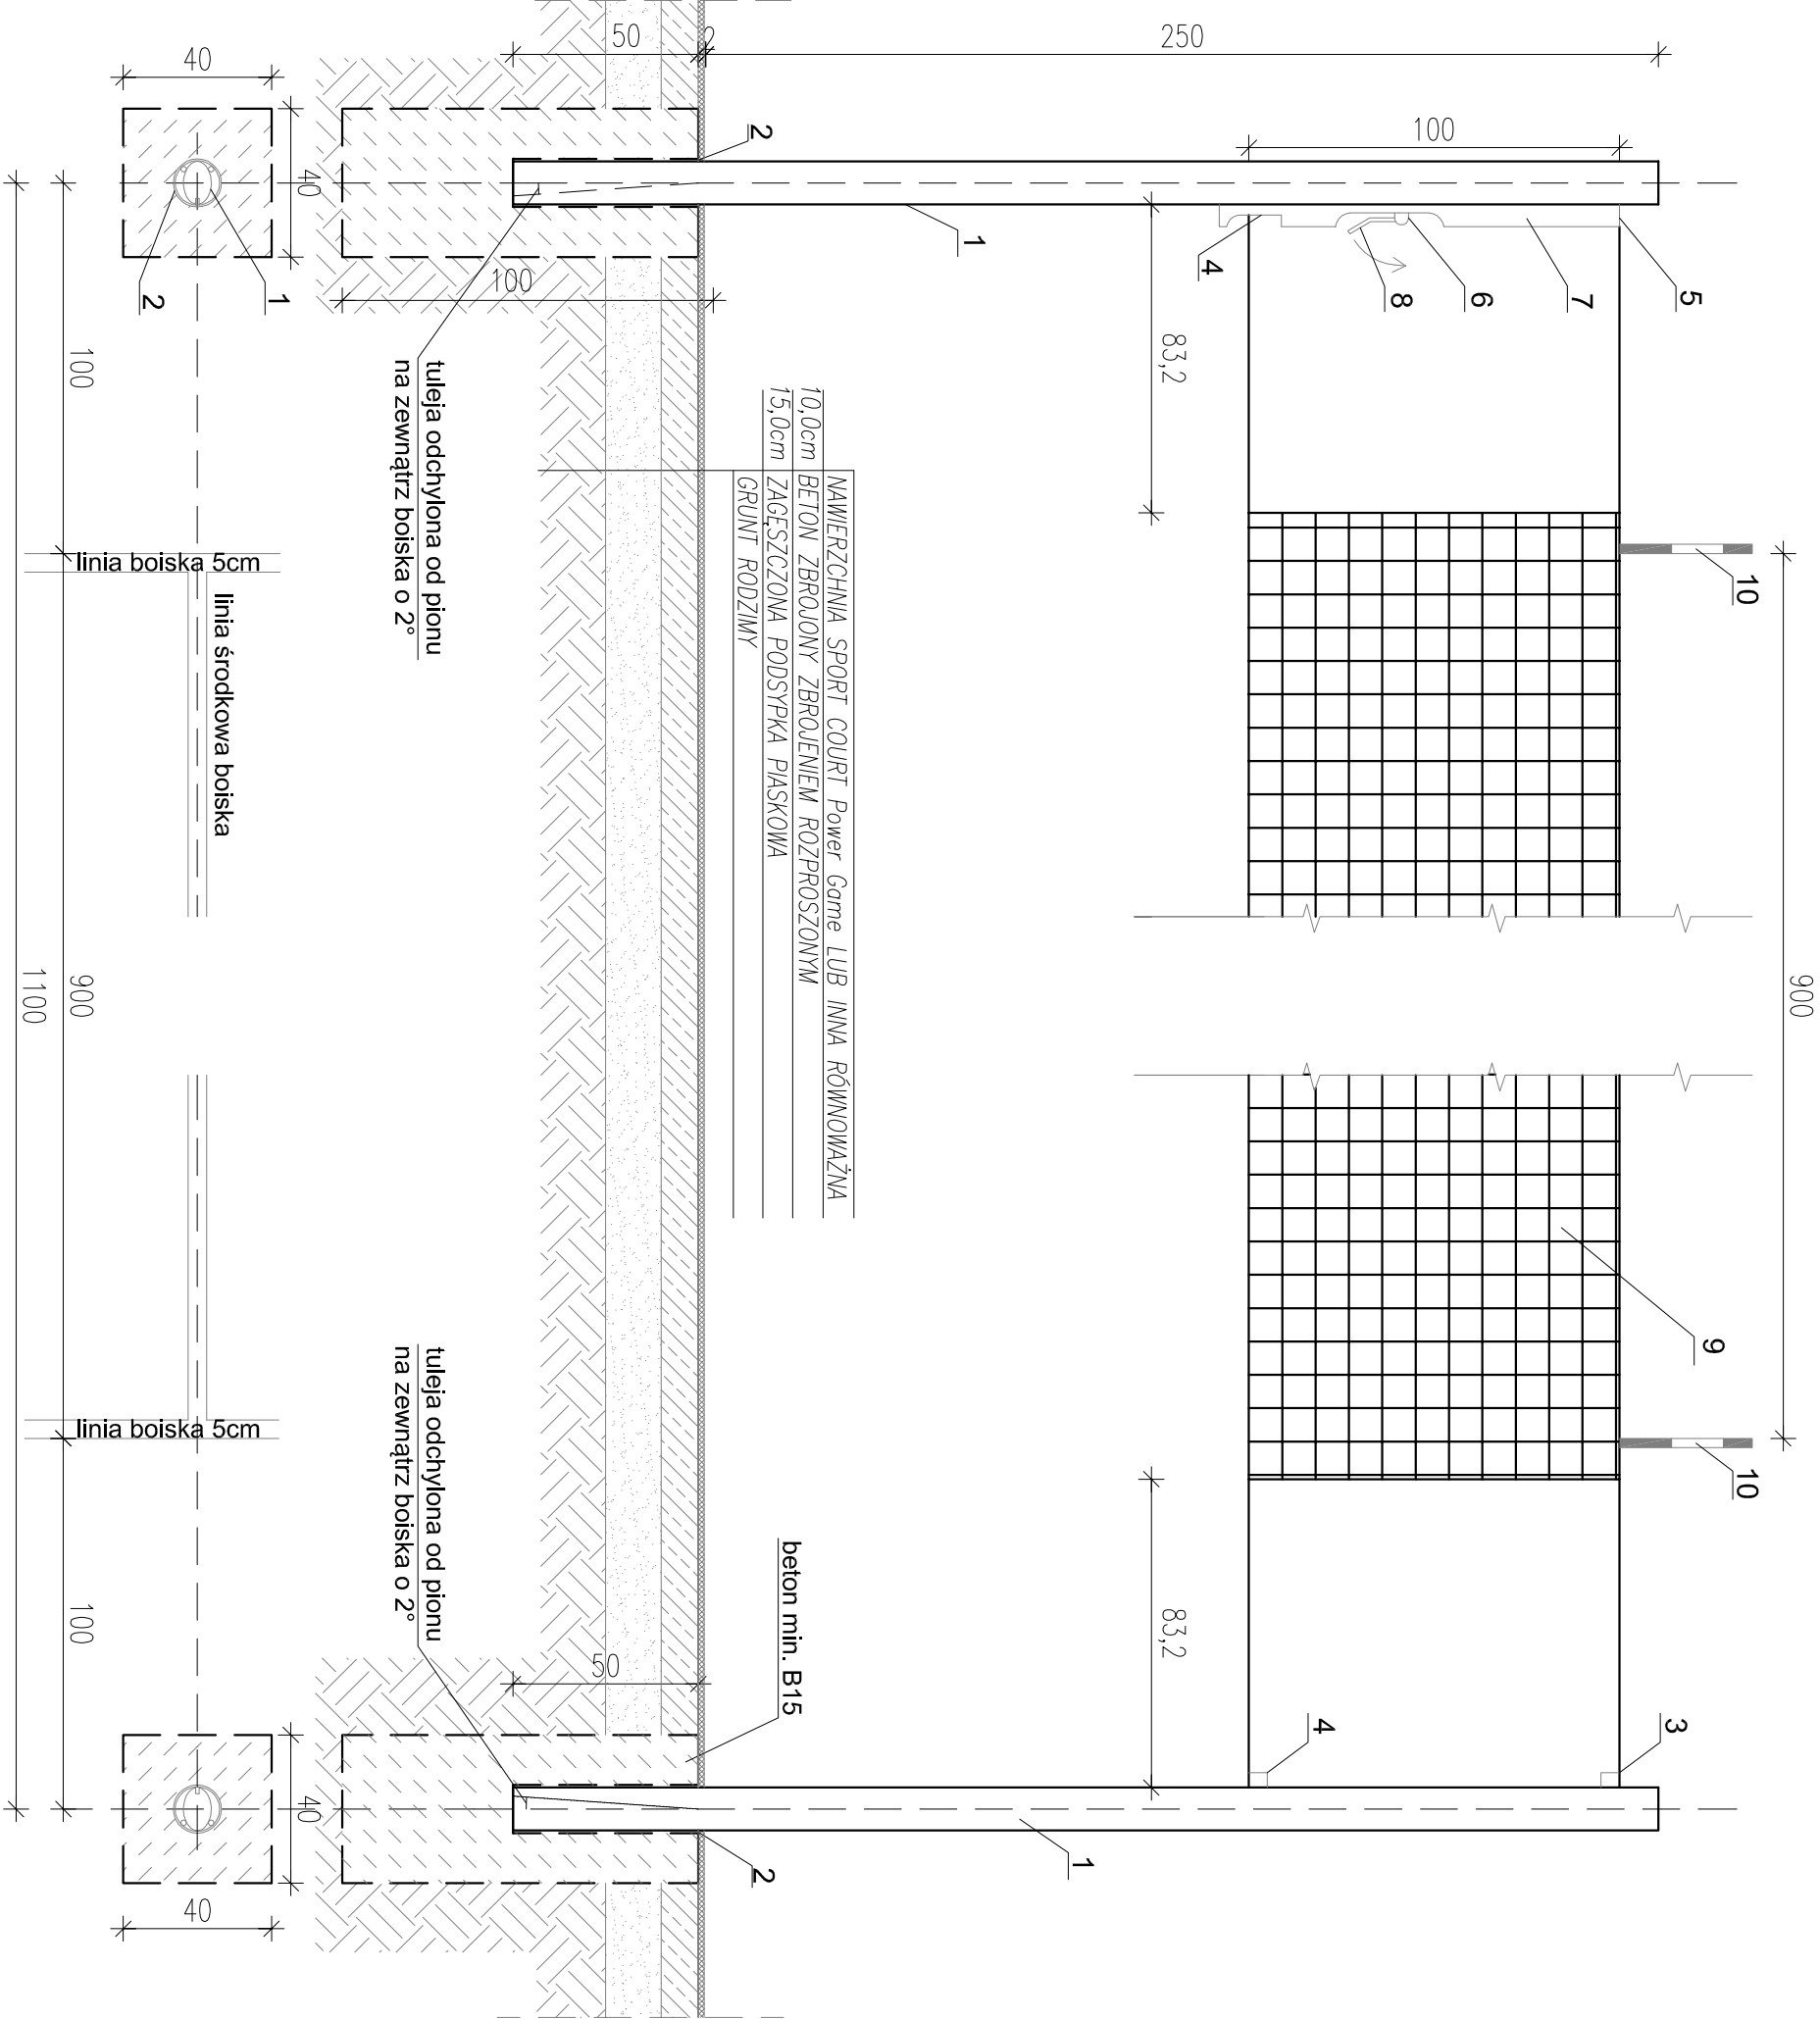 900
10
10
5
7
6
8
4
100
250
9
3
4
83,2
83,2
1
1
NAWIERZCHNIA SPORT COURT Power Game LUB INNA RÓWNOWAŻNA
10,0cm BETON ZBROJONY ZBROJENIEM ROZPROSZONYM
15,0cm ZAGĘSZCZONA PODSYPKA PIASKOWA
GRUNT RODZIMY
beton min. B15
2
2
2
50
50
100
tuleja odchylona od pionu
na zewnątrz boiska o 2°
tuleja odchylona od pionu
na zewnątrz boiska o 2°
40
40
40
40
1
2
linia boiska 5cm
linia środkowa boiska
linia boiska 5cm
100
900
100
1100